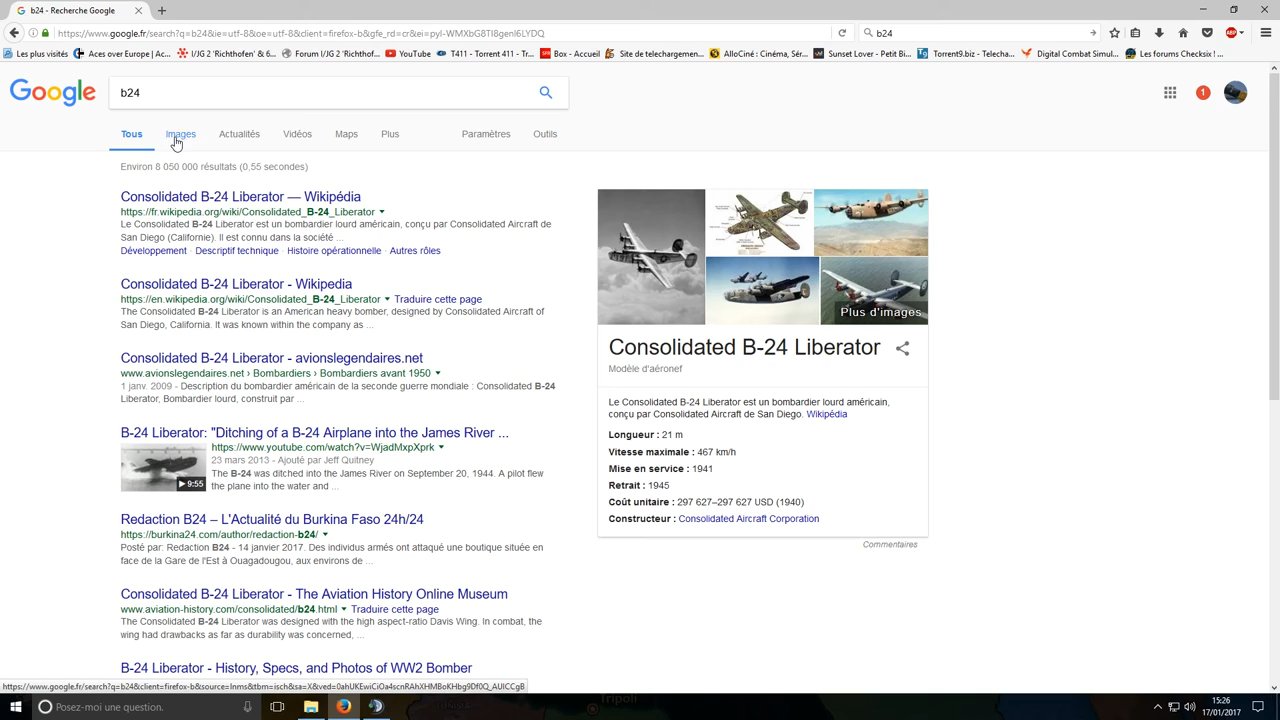 b24 - Recherche Google
https://www.google.fr/search?q=b24&ie=utf-8&oe=utf-8&client=firefox-b&gfe_rd=cr&ei=pyl-WMXbG8Tl8genl6LYDQ
b24
Les plus visités
Aces over Europe | Ac...
I/JG 2 'Richthofen' & 6...
Forum I/JG 2 'Richthof...
YouTube
T411 - Torrent 411 - Tr...
Box - Accueil
Site de telechargemen...
AlloCiné : Cinéma, Sér...
Sunset Lover - Petit Bi...
Torrent9.biz - Telecha...
Digital Combat Simul...
Les forums Checksix !...
Google
b24
1
Tous
Images
Actualités
Vidéos
Maps
Plus
Paramètres
Outils
Environ 8 050 000 résultats (0,55 secondes)
Consolidated B-24 Liberator — Wikipédia
https://fr.wikipedia.org/wiki/Consolidated_B-24_Liberator
Le Consolidated B-24 Liberator est un bombardier lourd américain, conçu par Consolidated Aircraft de
San Diego (Californie). Il est connu dans la société ...
Développement · Descriptif technique · Histoire opérationnelle · Autres rôles
Consolidated B-24 Liberator - Wikipedia
https://en.wikipedia.org/wiki/Consolidated_B-24_Liberator Traduire cette page
The Consolidated B-24 Liberator is an American heavy bomber, designed by Consolidated Aircraft of
San Diego, California. It was known within the company as ...
Consolidated B-24 Liberator - avionslegendaires.net
www.avionslegendaires.net › Bombardiers › Bombardiers avant 1950
1 janv. 2009 - Description du bombardier américain de la seconde guerre mondiale : Consolidated B-24
Liberator, Bombardier lourd, construit par ...
B-24 Liberator: "Ditching of a B-24 Airplane into the James River ...
https://www.youtube.com/watch?v=WjadMxpXprk
23 mars 2013 - Ajouté par Jeff Quitney
The B-24 was ditched into the James River on September 20, 1944. A pilot flew
the plane into the water and ...
9:55
Redaction B24 – L'Actualité du Burkina Faso 24h/24
https://burkina24.com/author/redaction-b24/
Posté par: Redaction B24 - 14 janvier 2017. Des individus armés ont attaqué une boutique située en
face de la Gare de l'Est à Ouagadougou, aux environs de ...
Consolidated B-24 Liberator - The Aviation History Online Museum
www.aviation-history.com/consolidated/b24.html Traduire cette page
The Consolidated B-24 Liberator was designed with the high aspect-ratio Davis Wing. In combat, the
wing had drawbacks as far as durability was concerned, ...
B-24 Liberator - History, Specs, and Photos of WW2 Bomber
Plus d'images
Consolidated B-24 Liberator
Modèle d'aéronef
Le Consolidated B-24 Liberator est un bombardier lourd américain,
conçu par Consolidated Aircraft de San Diego. Wikipédia
Longueur : 21 m
Vitesse maximale : 467 km/h
Mise en service : 1941
Retrait : 1945
Coût unitaire : 297 627–297 627 USD (1940)
Constructeur : Consolidated Aircraft Corporation
Commentaires
https://www.google.fr/search?q=b24&client=firefox-b&source=lnms&tbm=isch&sa=X&ved=0ahUKEwiCiOa4scnRAhXHMBoKHbg9Df0Q_AUICCgB
Tripoli
Posez-moi une question.
15:26
17/01/2017